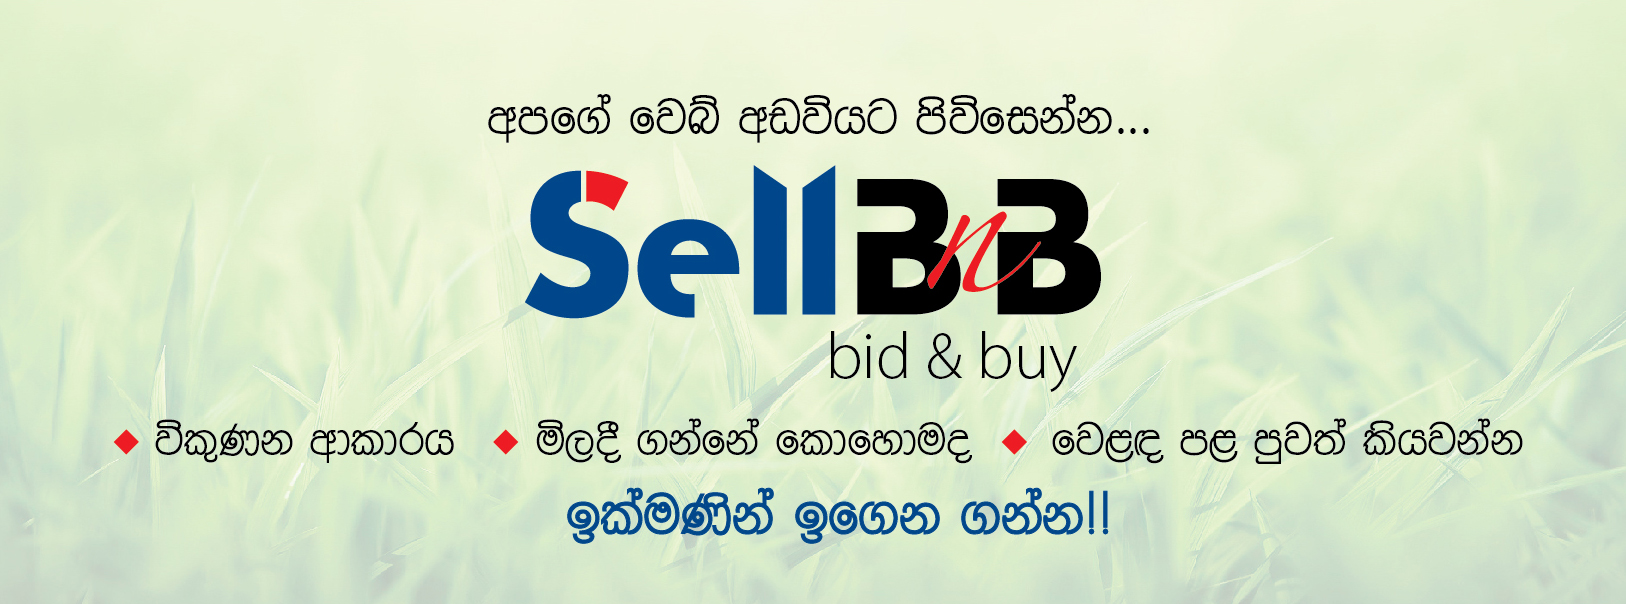 අපගේ වෙබ් අඩවියට පිවිසෙන්න...
SellBnB
bid & buy
විකුණන ආකාරය මිලදී ගන්නේ කොහොමද වෙළඳ පළ පුවත් කියවන්න
ඉක්මණින් ඉගෙන ගන්න!!